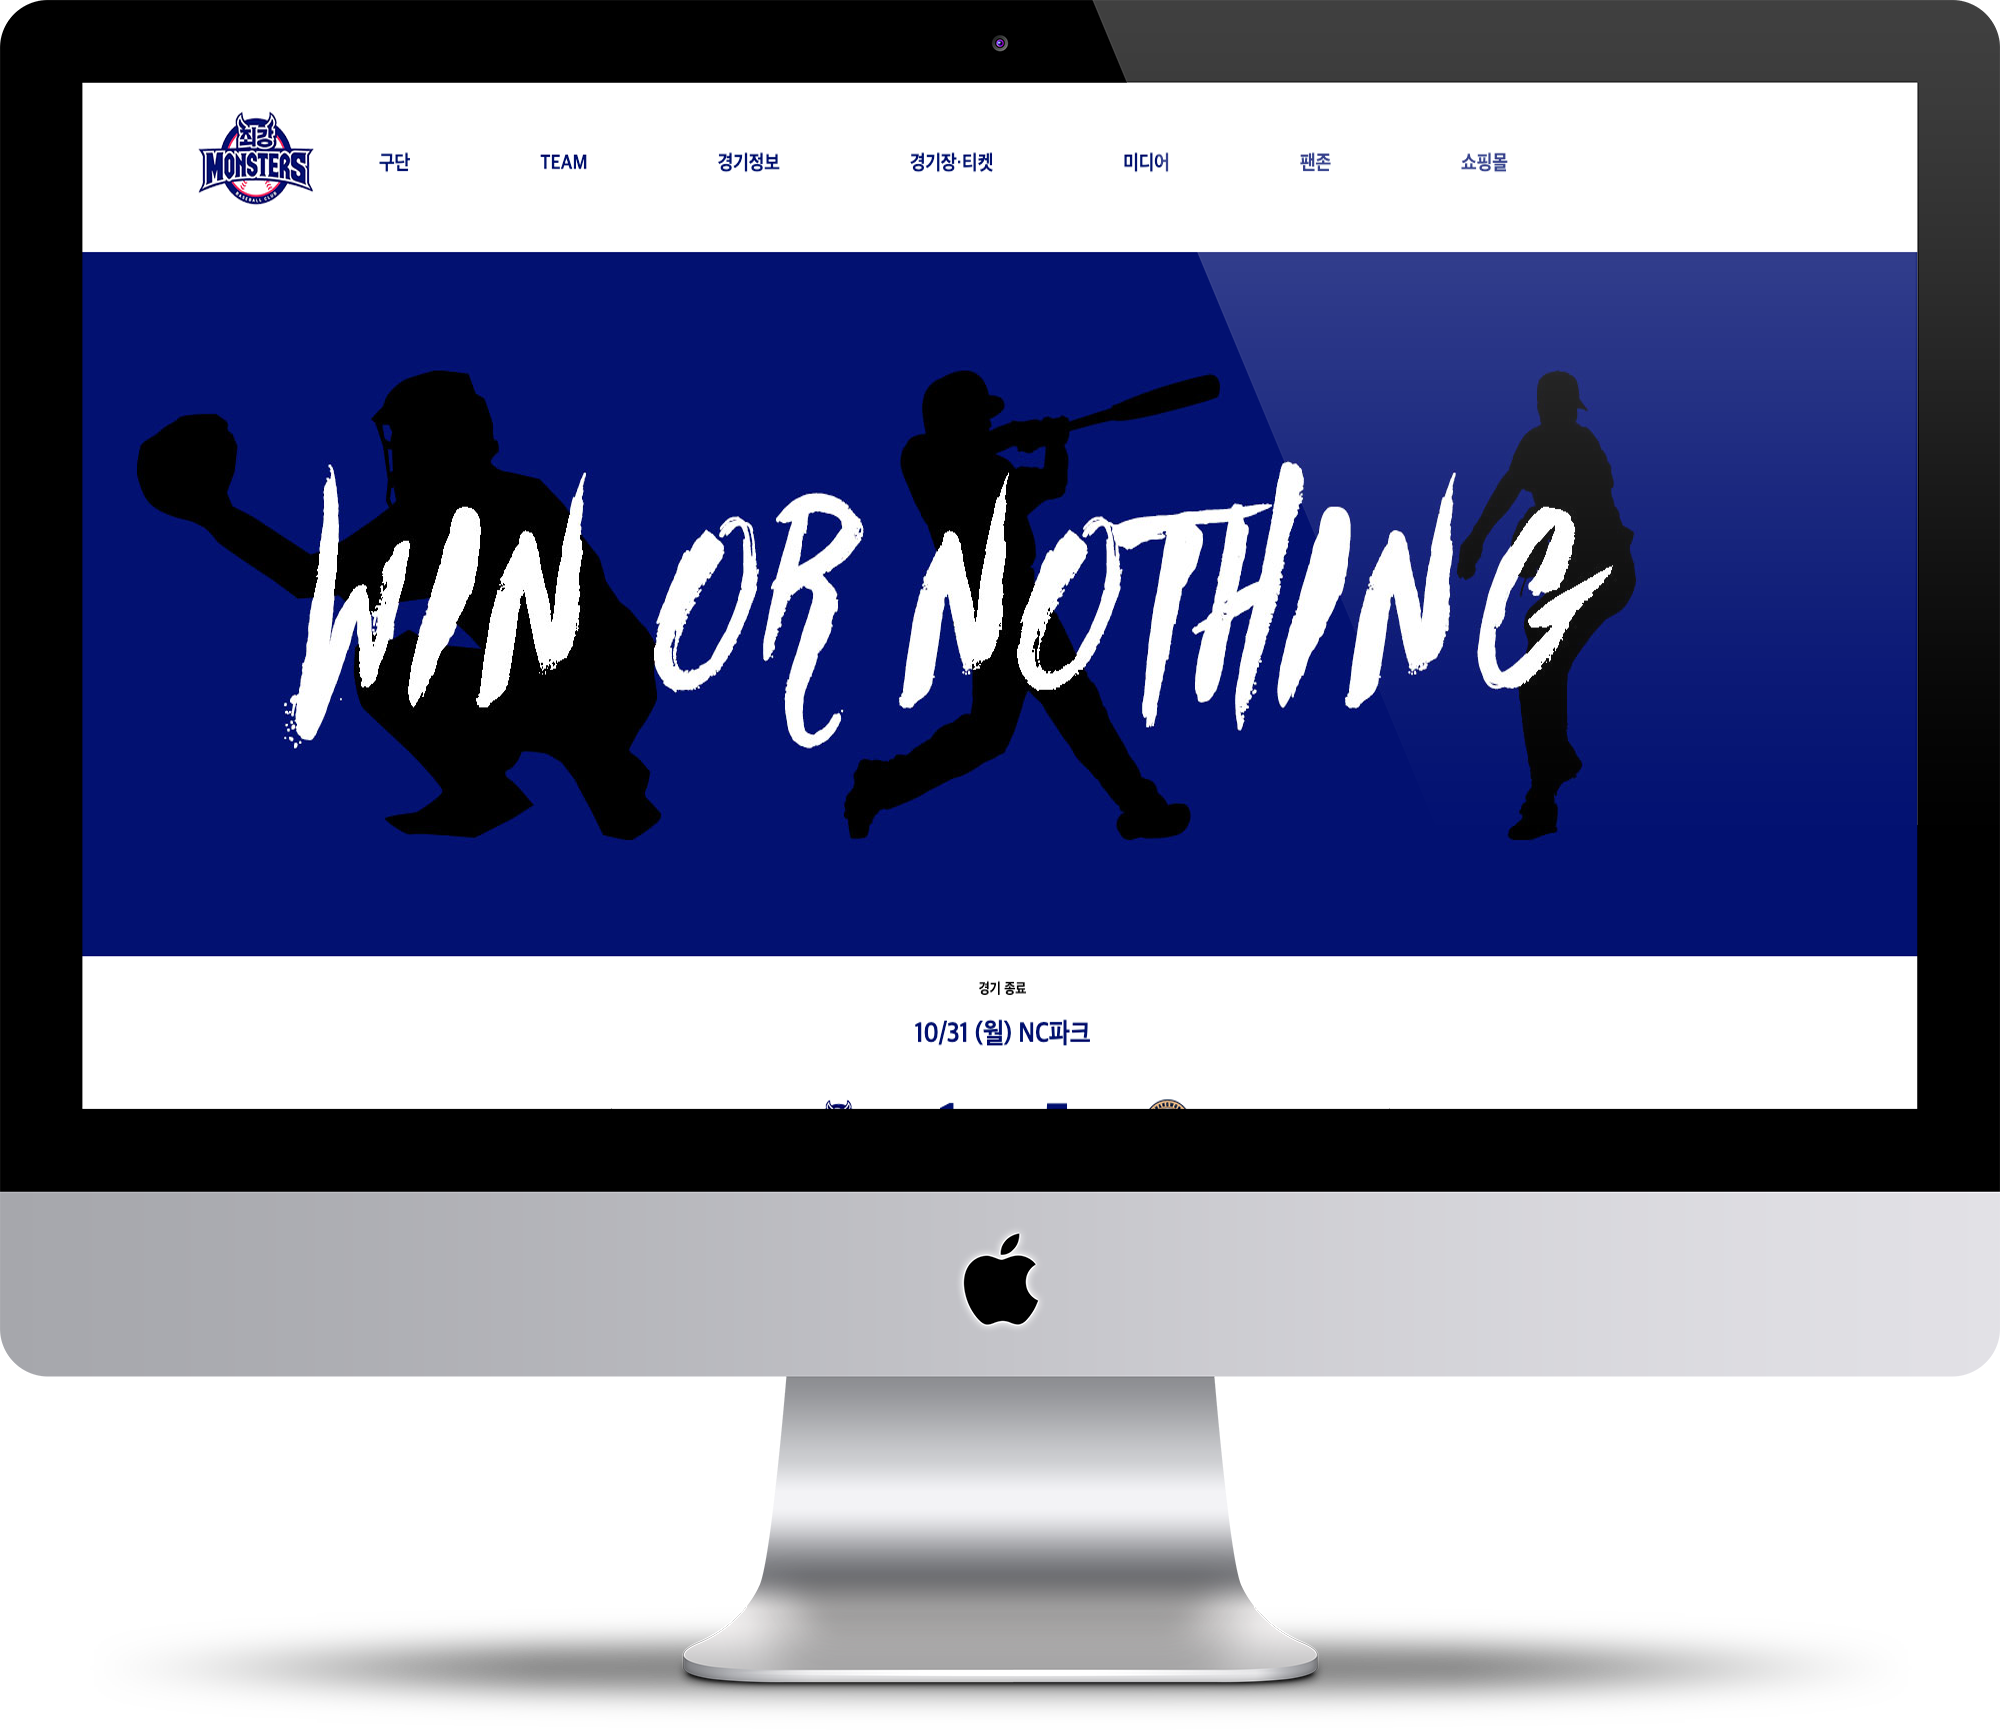 최강
MONSTERS
BASEBALL CLUB
구단 TEAM 경기정보 경기장·티켓 미디어 팬존 쇼핑몰
WIN OR NOTHING
경기 종료
10/31 (월) NC파크